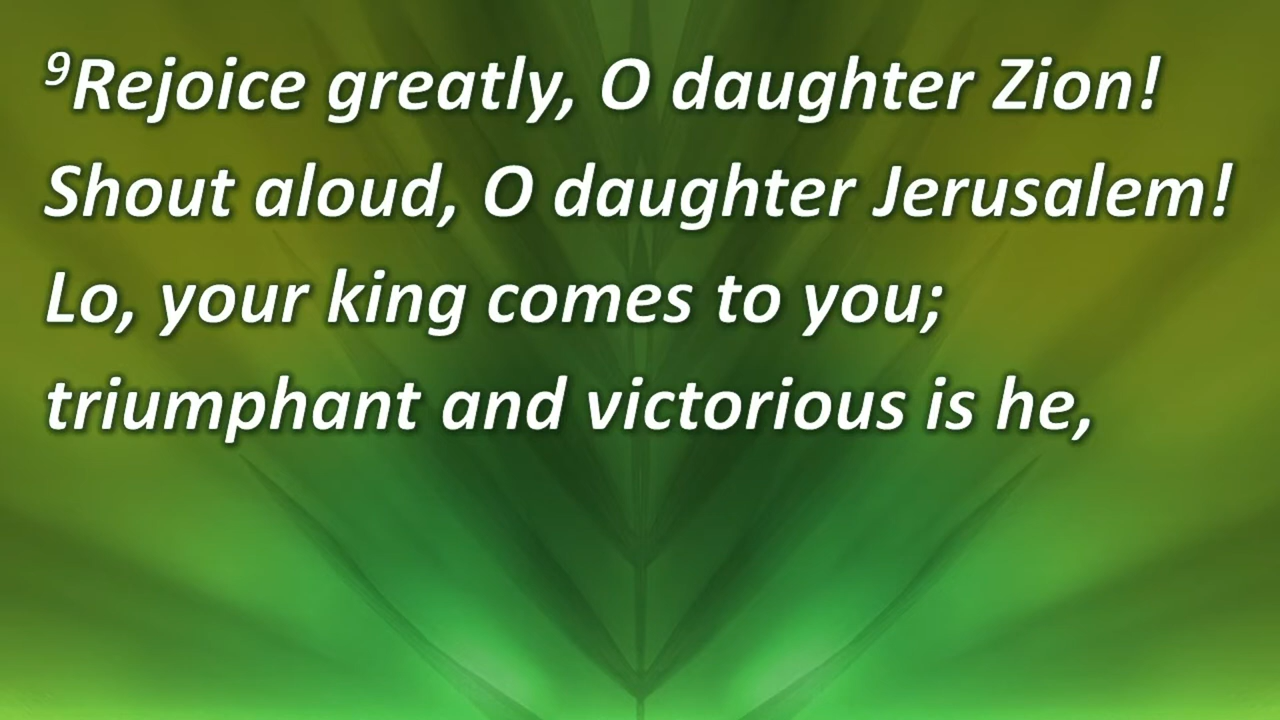 ⁹Rejoice greatly, O daughter Zion!
Shout aloud, O daughter Jerusalem!
Lo, your king comes to you;
triumphant and victorious is he,